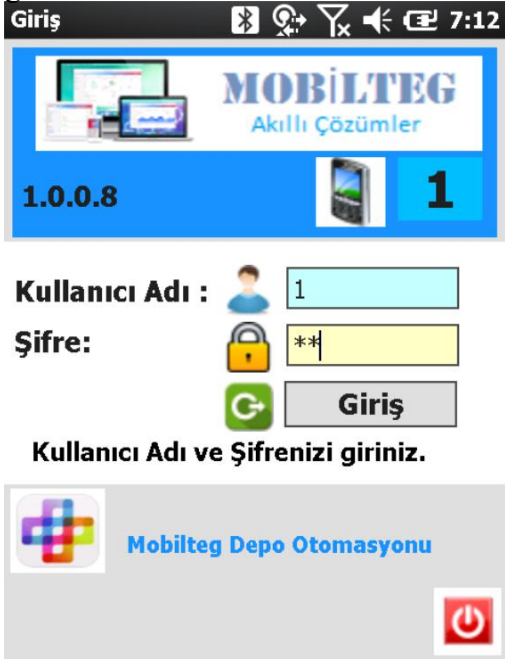 Giriş 7:12
MOBİLTEG
Akıllı Çözümler
1.0.0.8 1
Kullanıcı Adı : 1
Şifre: **
Giriş
Kullanıcı Adı ve Şifrenizi giriniz.
Mobilteg Depo Otomasyonu